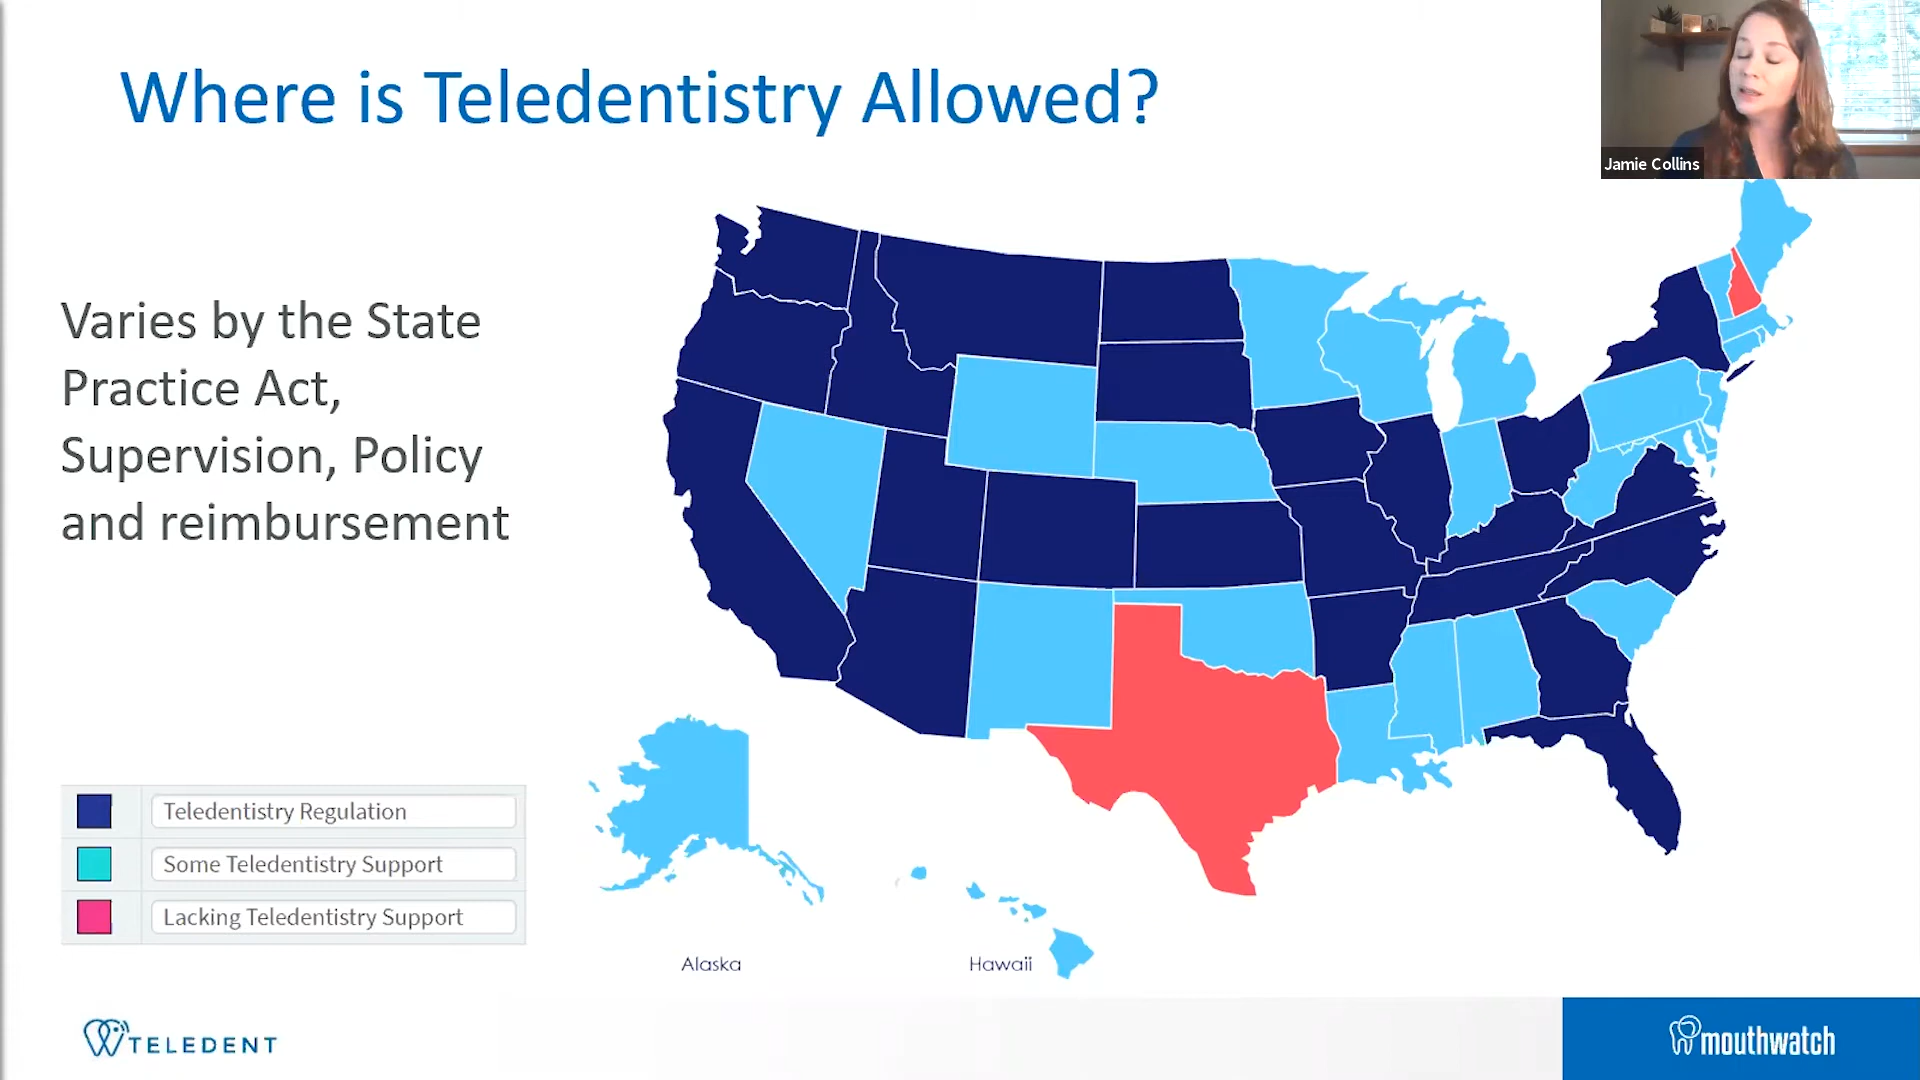 Where is Teledentistry Allowed?
Jamie Collins
Varies by the State
Practice Act,
Supervision, Policy
and reimbursement
Teledentistry Regulation
Some Teledentistry Support
Lacking Teledentistry Support
Alaska
Hawaii
TELEDENT
mouthwatch